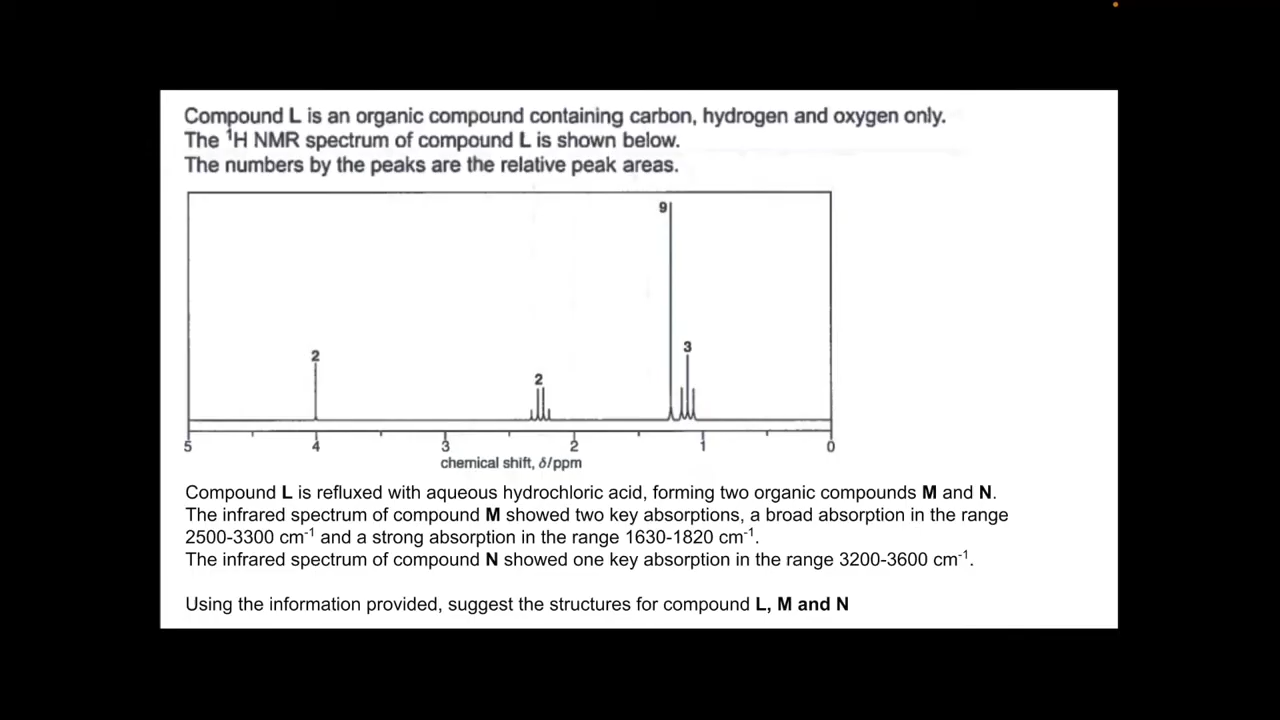 Compound L is an organic compound containing carbon, hydrogen and oxygen only.
The ¹H NMR spectrum of compound L is shown below.
The numbers by the peaks are the relative peak areas.
9
2
3
2
5 4 3 2 1 0
chemical shift, δ/ppm
Compound L is refluxed with aqueous hydrochloric acid, forming two organic compounds M and N.
The infrared spectrum of compound M showed two key absorptions, a broad absorption in the range
2500-3300 cm⁻¹ and a strong absorption in the range 1630-1820 cm⁻¹.
The infrared spectrum of compound N showed one key absorption in the range 3200-3600 cm⁻¹.
Using the information provided, suggest the structures for compound L, M and N